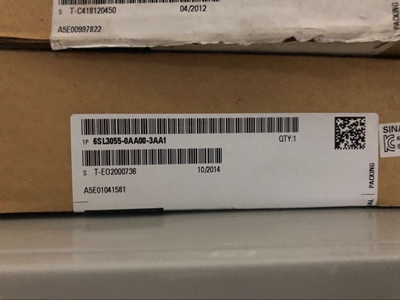 S T-C418120450 04/2012
A5E00997822
1P 6SL3055-0AA00-3AA1 QTY:1
S T-EO2000736 10/2014
A5E01041581
PACKING
SINA